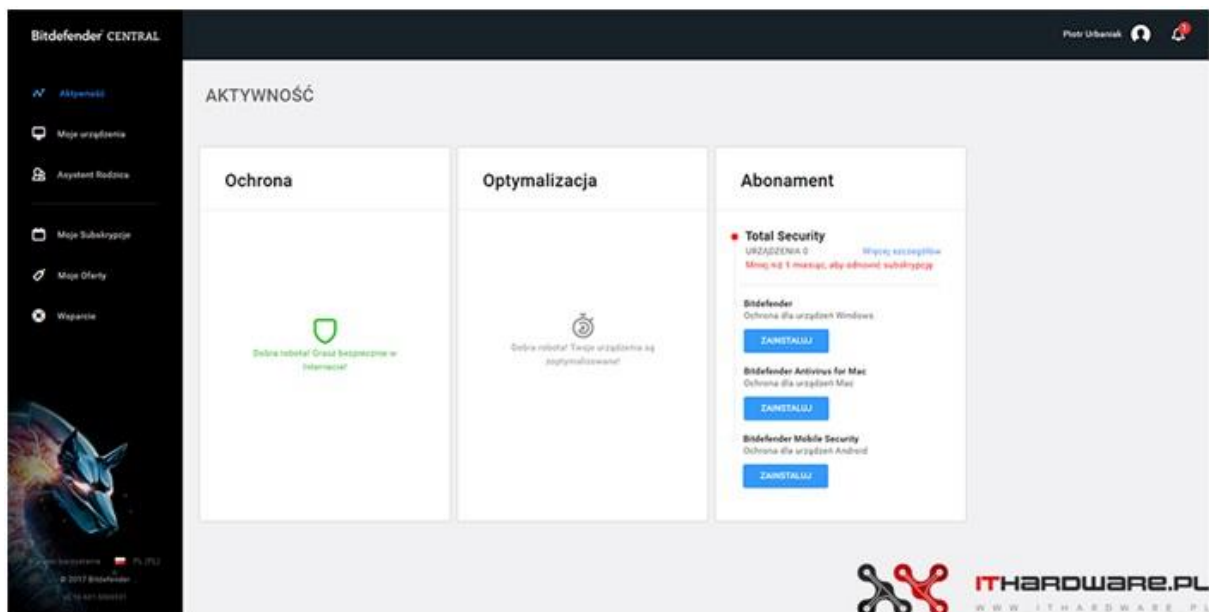 Bitdefender CENTRAL
Piotr Urbaniak
Aktywność
Moje urządzenia
Asystent Rodzica
Moje Subskrypcje
Moje Oferty
Wsparcie
PL (PL)
© 2017 Bitdefender
AKTYWNOŚĆ
Ochrona
Dobra robota! Grasz bezpiecznie w
Internecie!
Optymalizacja
Dobra robota! Twoje urządzenia są
zoptymalizowane!
Abonament
Total Security
URZĄDZENIA 0 Więcej szczegółów
Mniej niż 1 miesiąc, aby odnowić subskrypcję
Bitdefender
Ochrona dla urządzeń Windows
ZAINSTALUJ
Bitdefender Antivirus for Mac
Ochrona dla urządzeń Mac
ZAINSTALUJ
Bitdefender Mobile Security
Ochrona dla urządzeń Android
ZAINSTALUJ
ITHARDWARE.PL
WWW.ITHARDWARE.PL